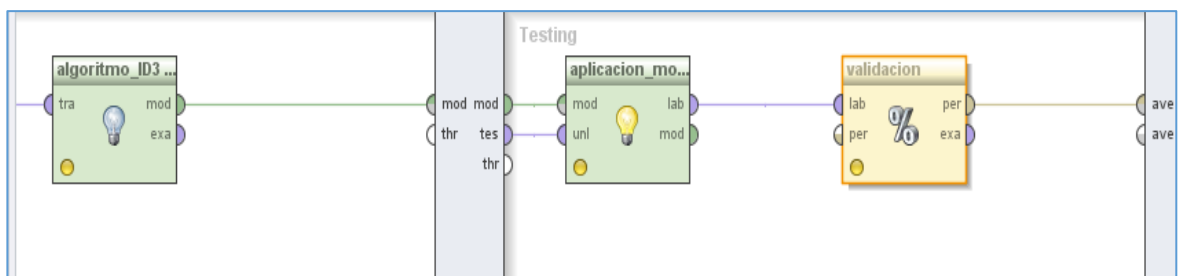 Testing
algoritmo_ID3 ...
tra mod
exa
mod mod
thr tes
thr
aplicacion_mo...
mod lab
unl mod
validacion
lab per
per % exa
ave
ave